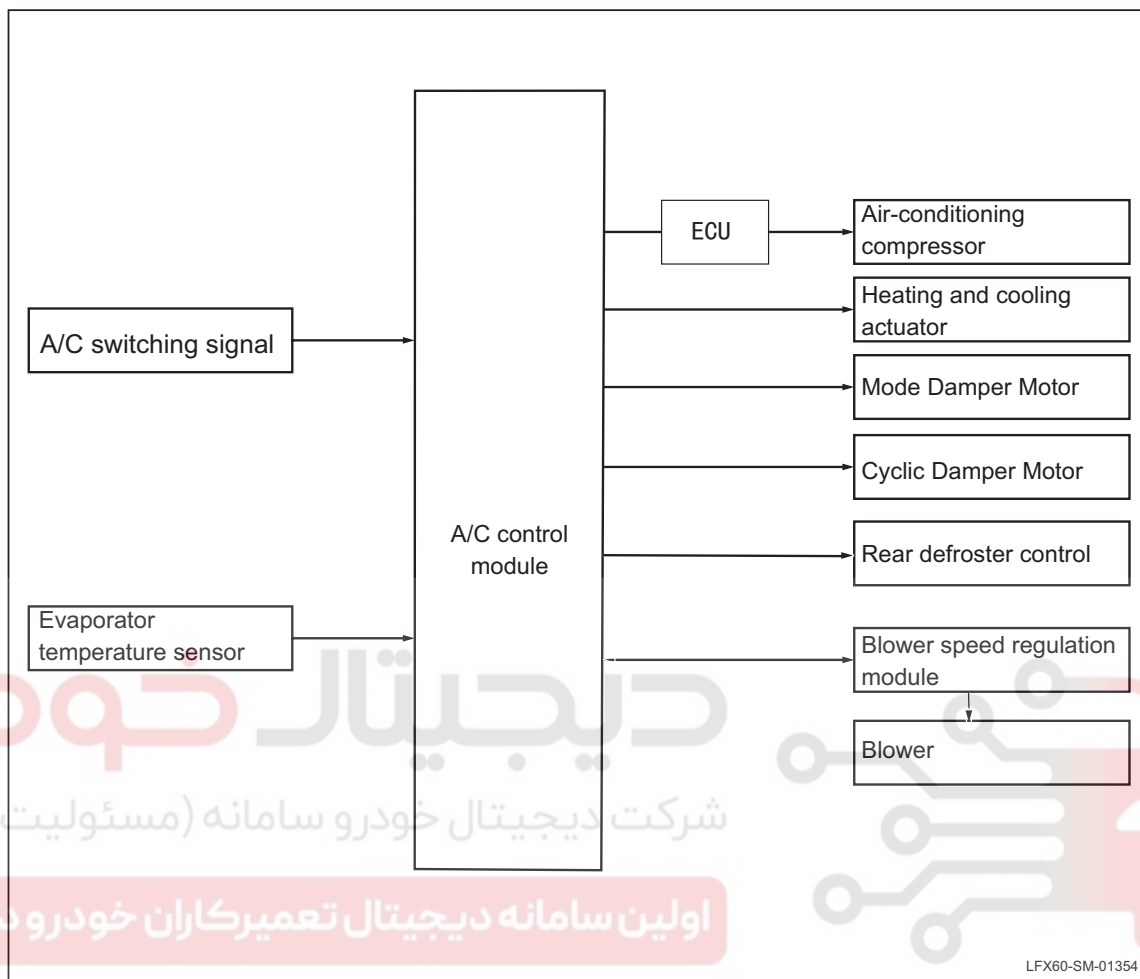 ECU
Air-conditioning
compressor
Heating and cooling
actuator
A/C switching signal
Mode Damper Motor
Cyclic Damper Motor
A/C control
module
Rear defroster control
Evaporator
temperature sensor
Blower speed regulation
module
Blower
دیجیتال خودرو
شرکت دیجیتال خودرو سامانه (مسئولیت
اولین سامانه دیجیتال تعمیرکاران خودرو د
LFX60-SM-01354